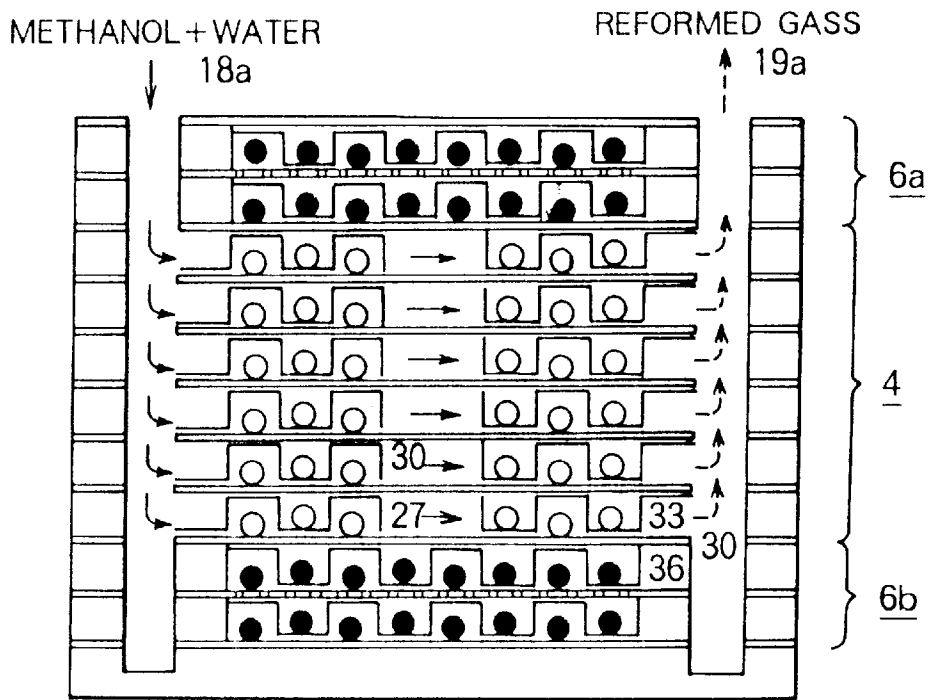 METHANOL+WATER
18a
REFORMED GASS
19a
6a
4
30
27
33
30
36
6b